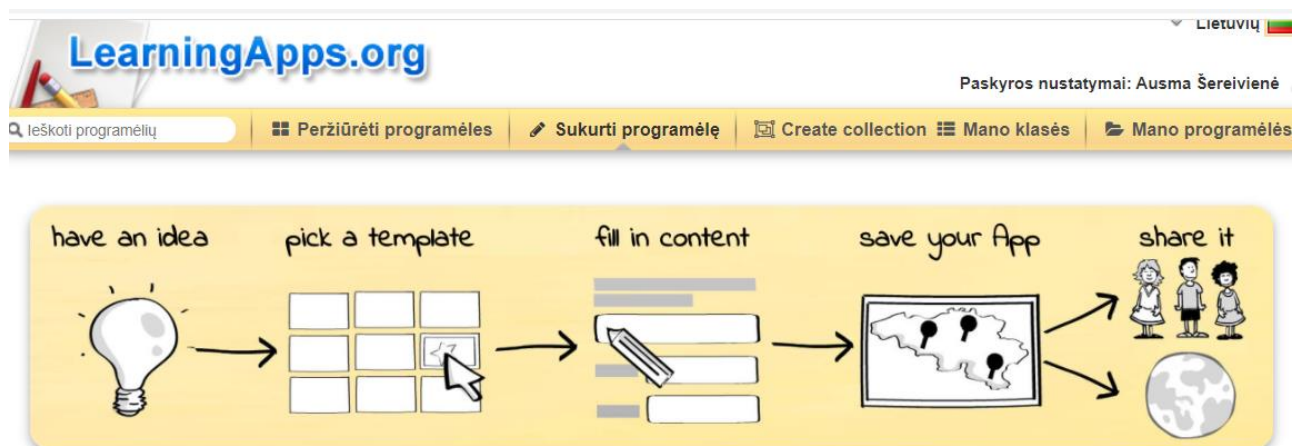 Lietuvių
LearningApps.org
Paskyros nustatymai: Ausma Šereivienė
Ieškoti programėlių
Peržiūrėti programėles
Sukurti programėlę
Create collection
Mano klasės
Mano programėlės
have an idea
pick a template
fill in content
save your App
share it